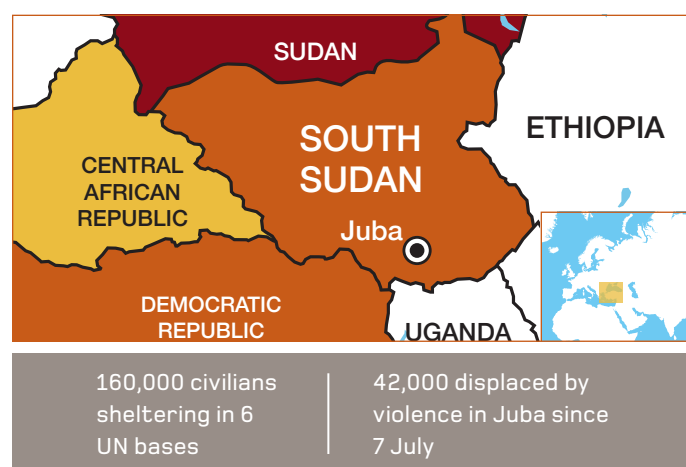 SUDAN
SOUTH
SUDAN
ETHIOPIA
CENTRAL
AFRICAN
REPUBLIC
Juba
DEMOCRATIC
REPUBLIC
UGANDA
160,000 civilians
sheltering in 6
UN bases
42,000 displaced by
violence in Juba since
7 July